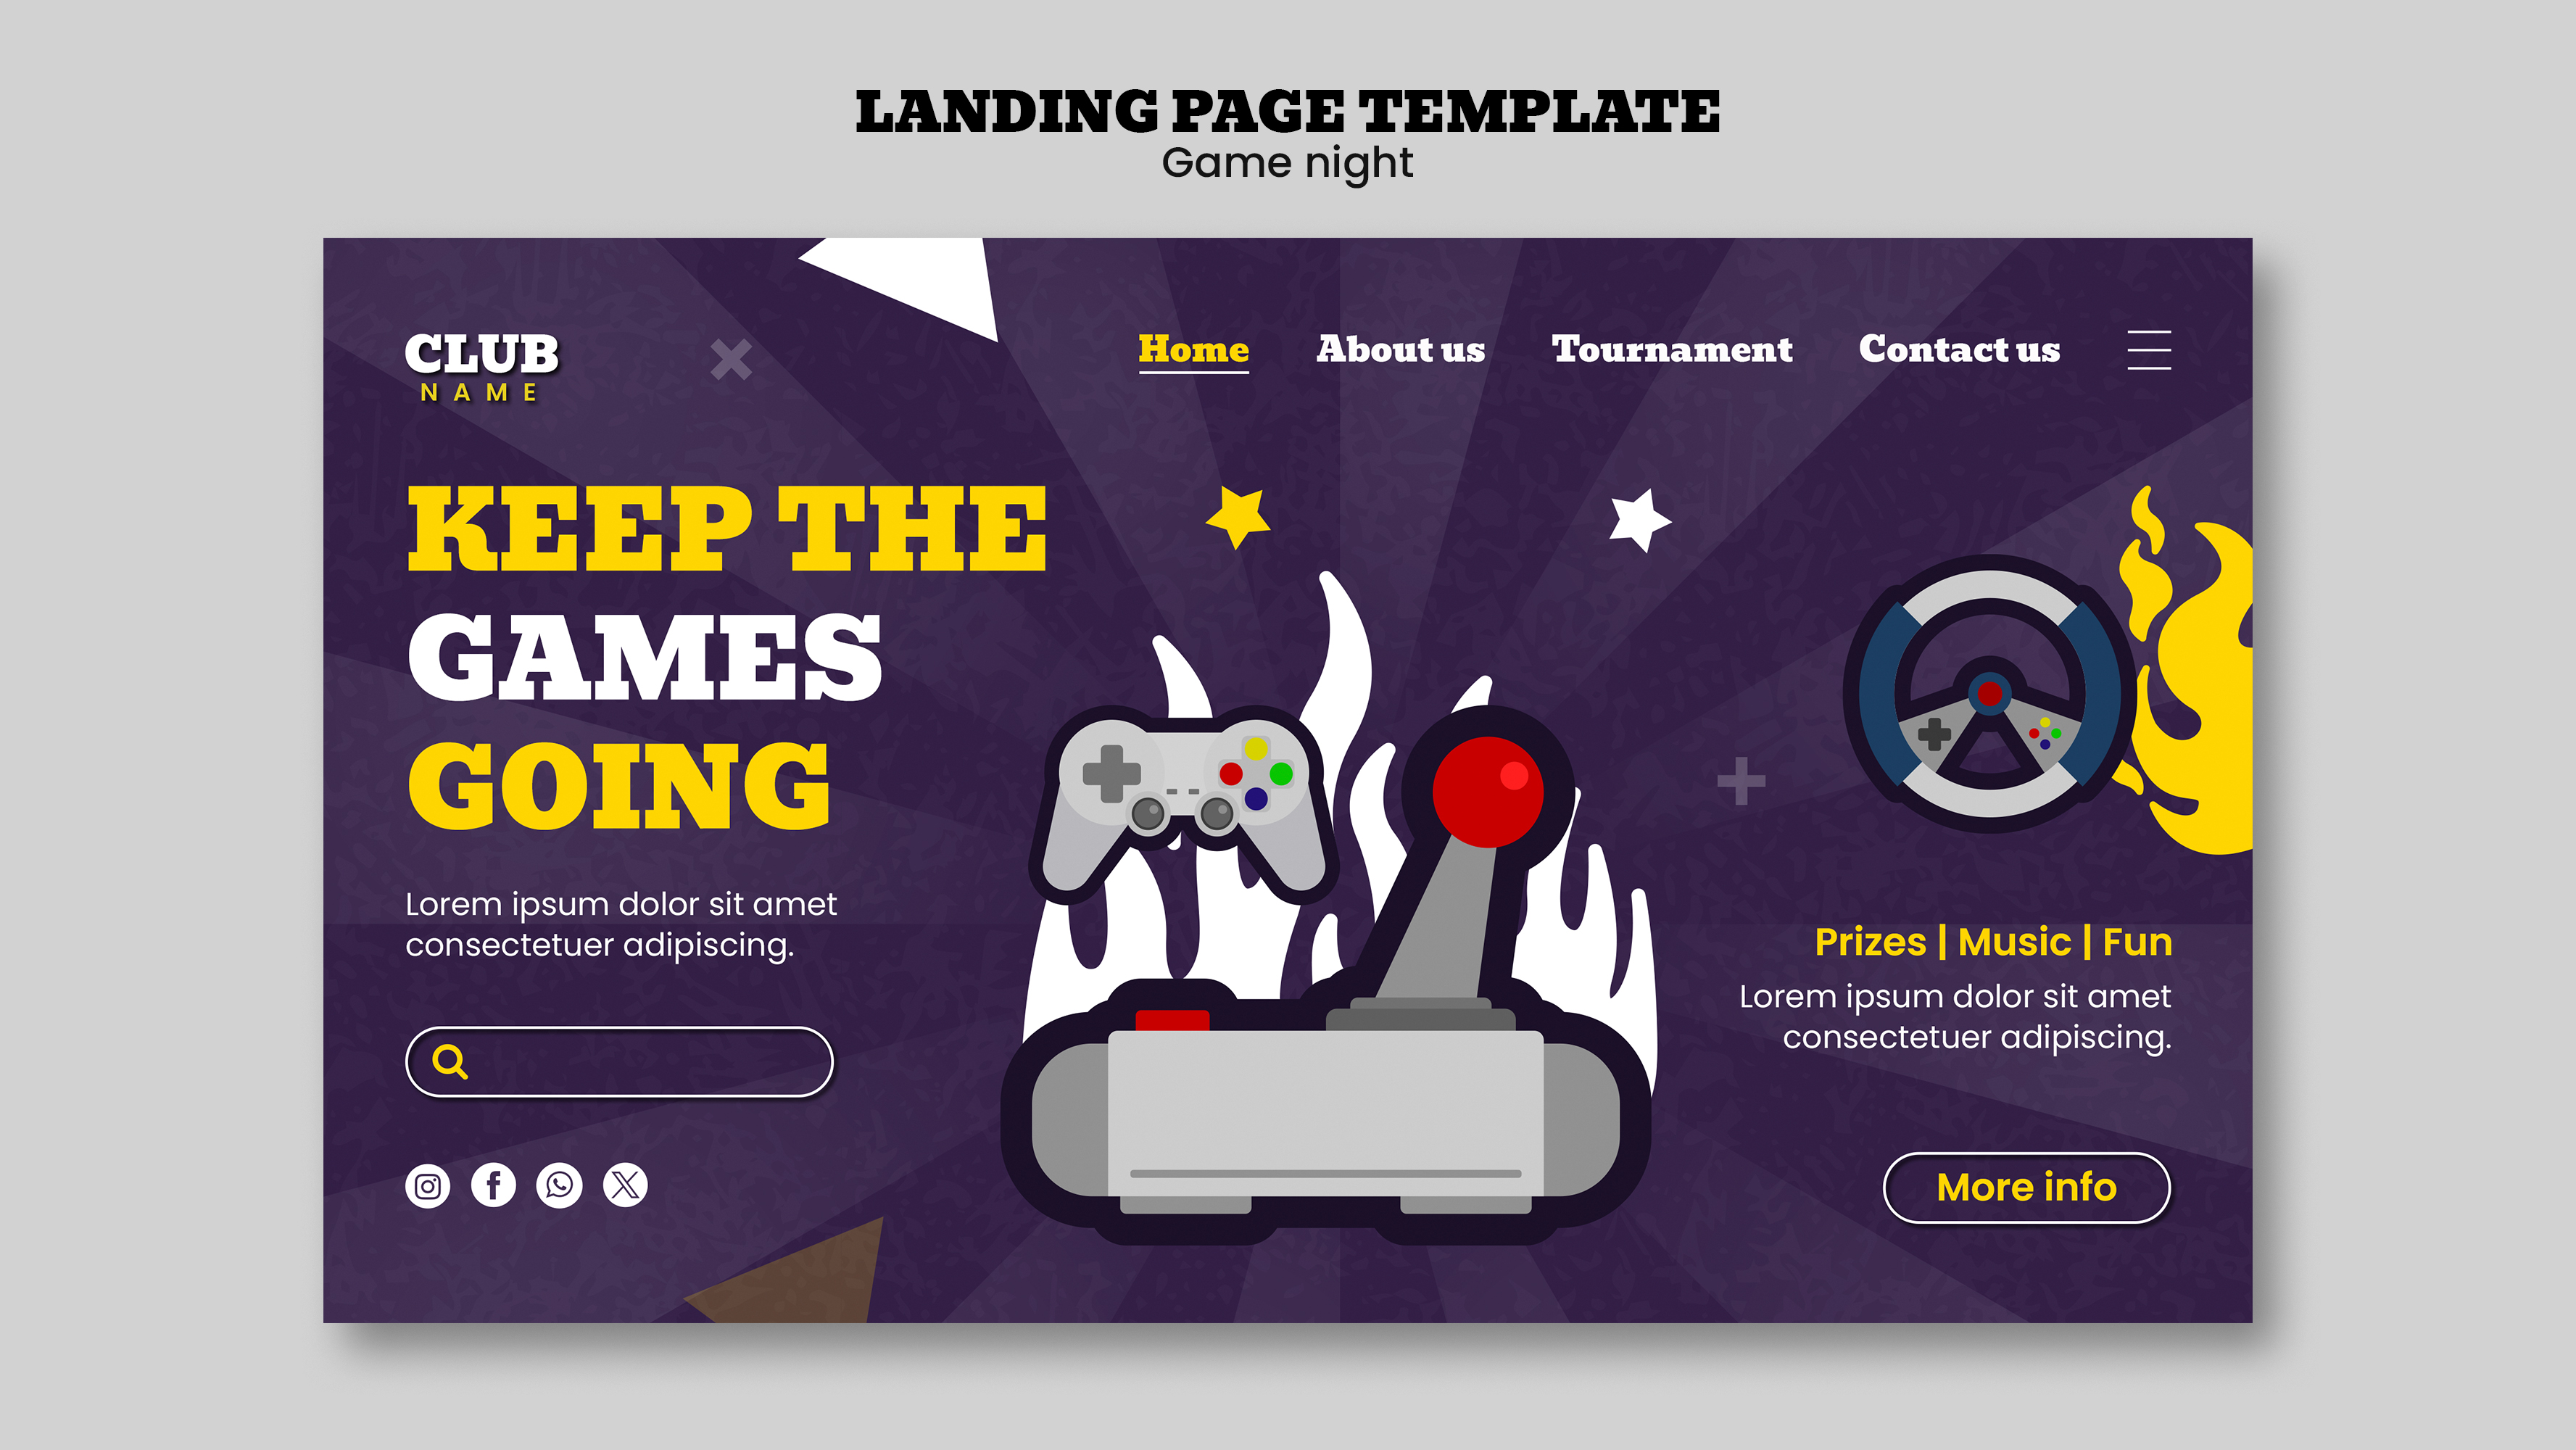 LANDING PAGE TEMPLATE
Game night
CLUB
NAME
Home About us Tournament Contact us
KEEP THE
GAMES
GOING
Lorem ipsum dolor sit amet
consectetuer adipiscing.
Prizes | Music | Fun
Lorem ipsum dolor sit amet
consectetuer adipiscing.
More info